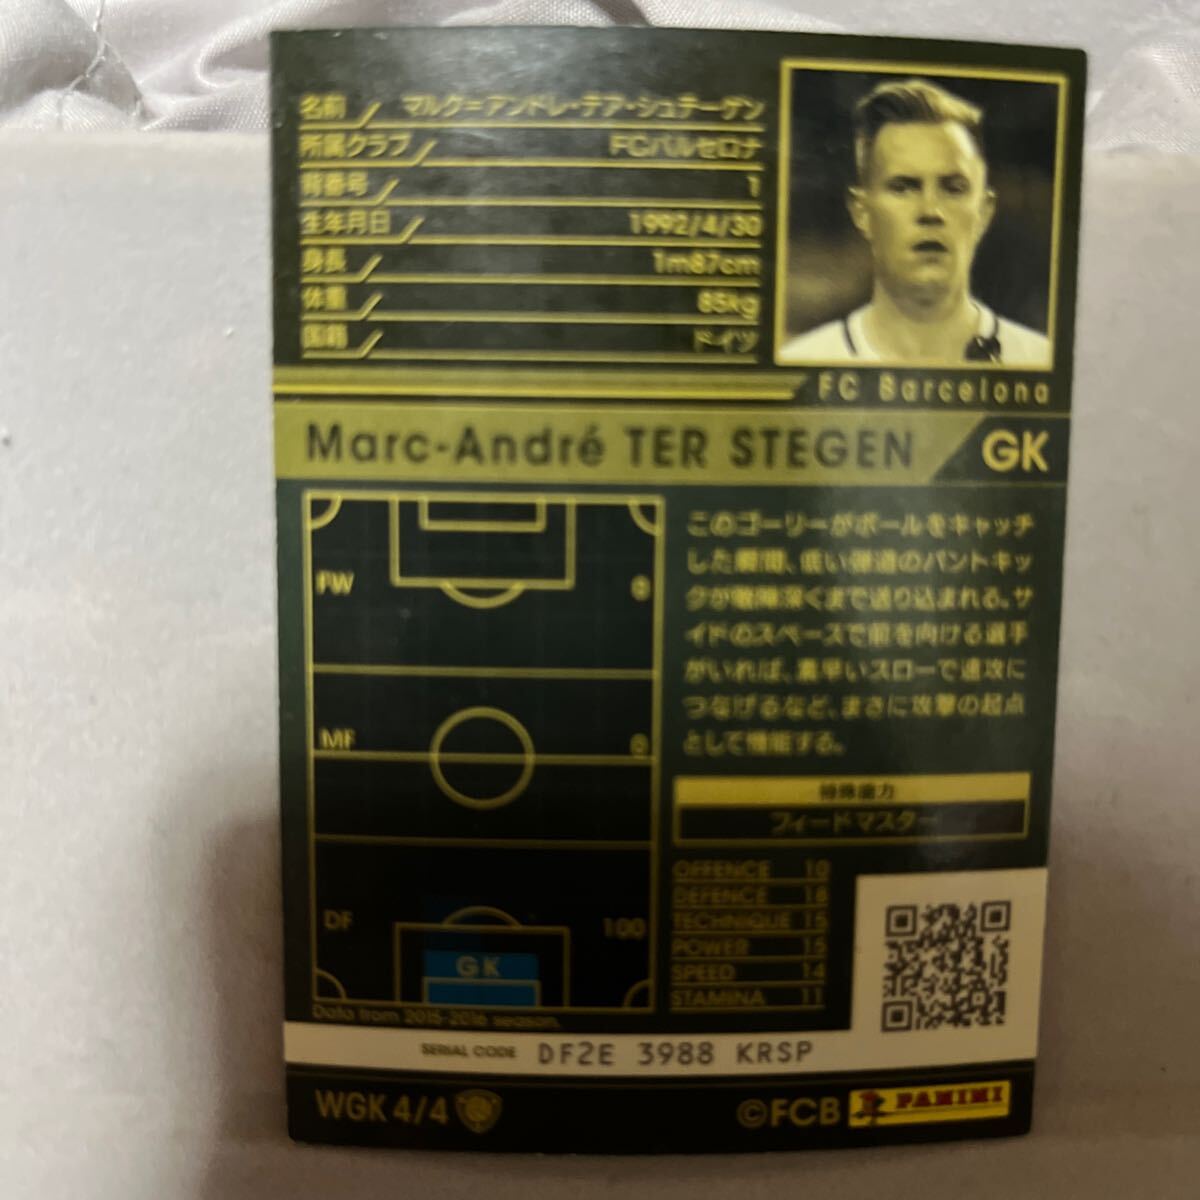 名前 マルク=アンドレ・テア・シュテーゲン
所属クラブ FCバルセロナ
背番号 1
生年月日 1992/4/30
身長 1m87cm
体重 85kg
国籍 ドイツ
FC Barcelona
Marc-André TER STEGEN GK
FW 0
MF 0
DF 100
GK
Data from 2015-2016 season.
このゴーリーがボールをキャッチ
した瞬間、低い弾道のパントキッ
クが敵陣深くまで送り込まれる。サ
イドのスペースで前を向ける選手
がいれば、素早いスローで速攻に
つなげるなど、まさに攻撃の起点
として機能する。
特殊能力
フィードマスター
OFFENCE 10
DEFENCE 18
TECHNIQUE 15
POWER 15
SPEED 14
STAMINA 11
SERIAL CODE DF2E 3988 KRSP
WGK 4/4
©FCB PANINI